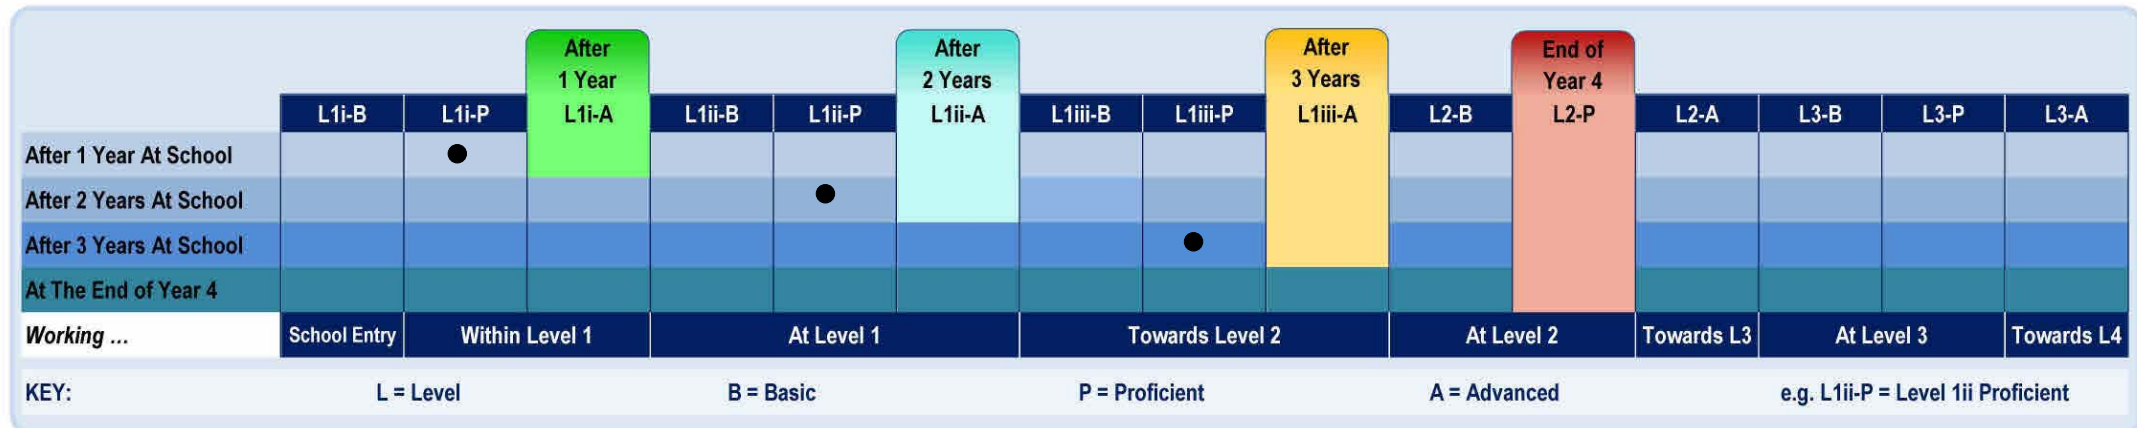 After
1 Year
After
2 Years
After
3 Years
End of
Year 4
L1i-B L1i-P L1i-A L1ii-B L1ii-P L1ii-A L1iii-B L1iii-P L1iii-A L2-B L2-P L2-A L3-B L3-P L3-A
After 1 Year At School
After 2 Years At School
After 3 Years At School
At The End of Year 4
Working ... School Entry Within Level 1 At Level 1 Towards Level 2 At Level 2 Towards L3 At Level 3 Towards L4
KEY: L = Level B = Basic P = Proficient A = Advanced e.g. L1ii-P = Level 1ii Proficient